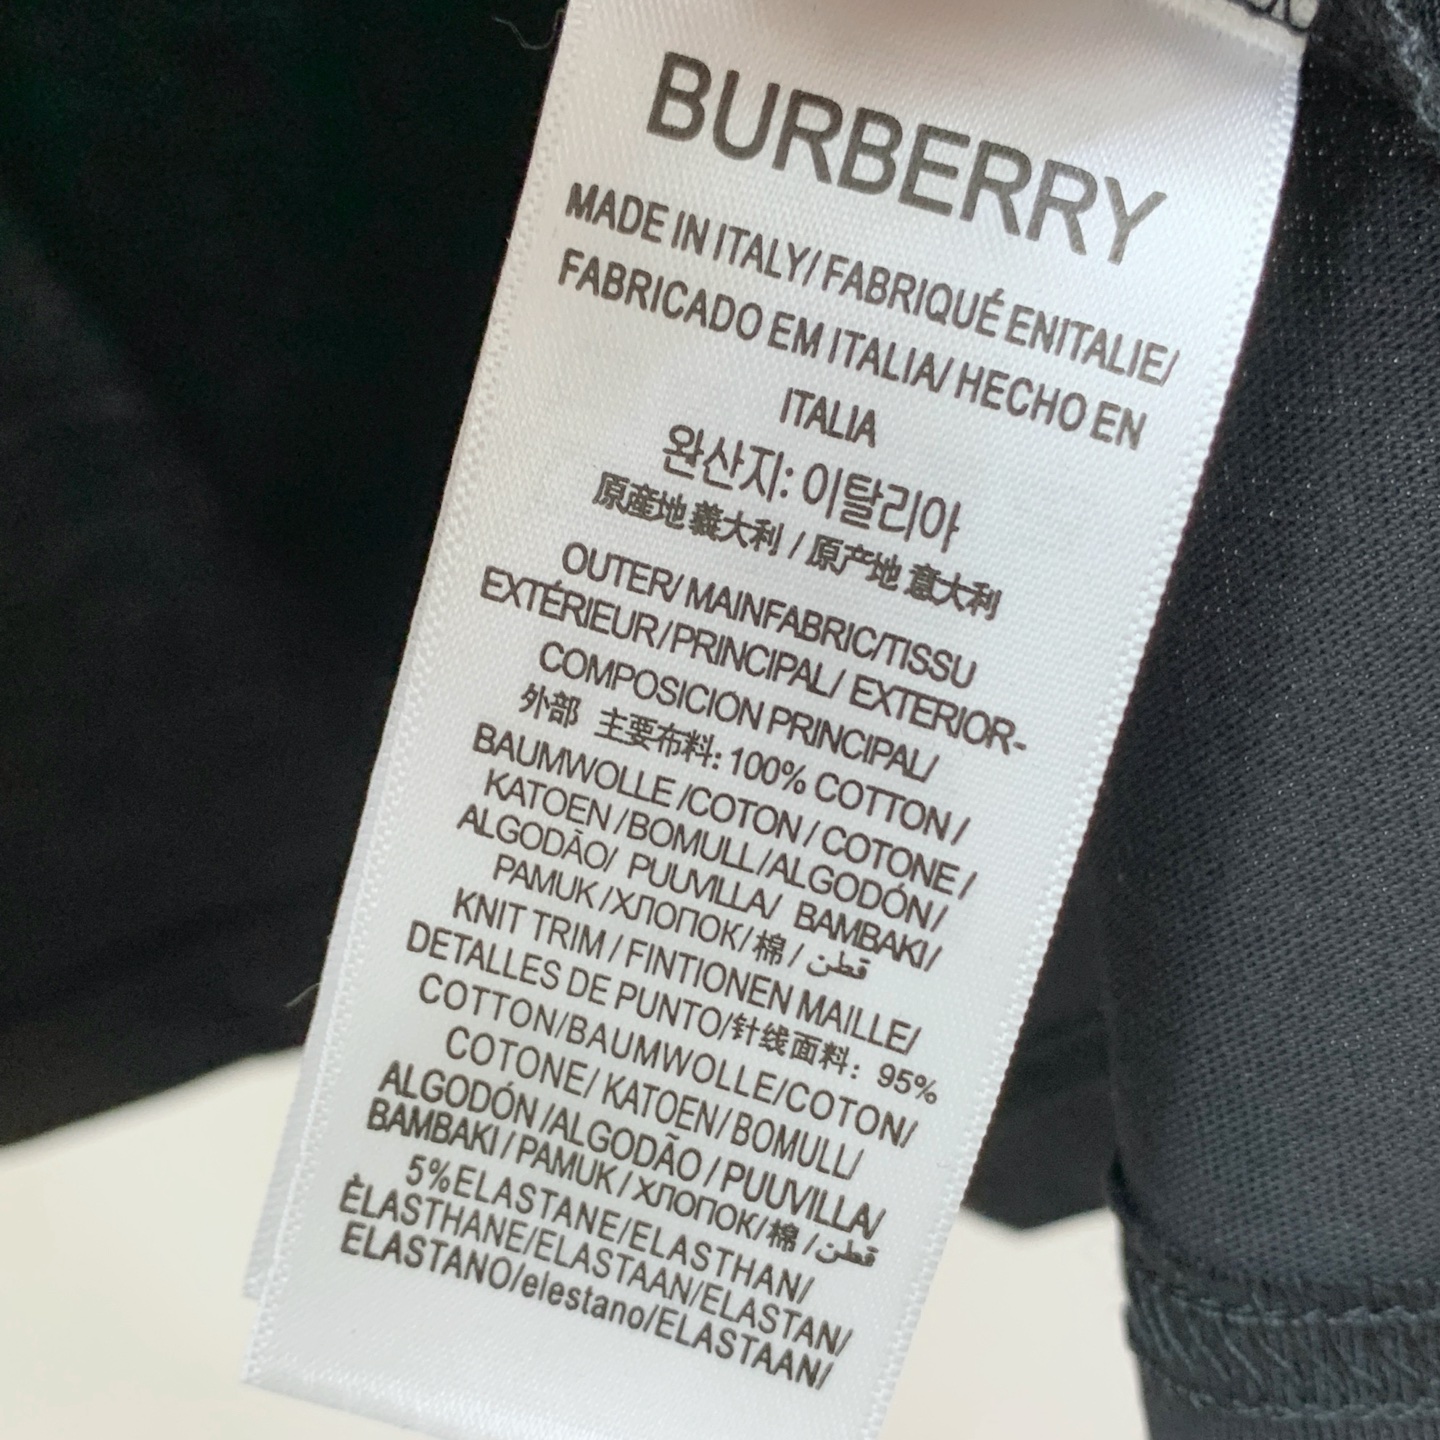 BURBERRY
MADE IN ITALY/ FABRIQUÉ ENITALIE/
FABRICADO EM ITALIA/ HECHO EN
ITALIA
완산지: 이탈리아
原産地 義大利 / 原产地 意大利
OUTER/ MAINFABRIC/TISSU
EXTÉRIEUR/PRINCIPAL/ EXTERIOR-
COMPOSICIÓN PRINCIPAL/
外部 主要布料: 100% COTTON /
BAUMWOLLE /COTON / COTONE /
KATOEN /BOMULL/ALGODÓN/
ALGODÃO/ PUUVILLA/ BAMBAKI/
PAMUK /ХЛОПОК/ 棉 / قطن
KNIT TRIM / FINTIONEN MAILLE/
DETALLES DE PUNTO/针线面料: 95%
COTTON/BAUMWOLLE/COTON/
COTONE/ KATOEN/ BOMULL/
ALGODÓN /ALGODÃO / PUUVILLA/
BAMBAKI / PAMUK / ХЛОПОК/ 棉 / قطن
5%ELASTANE/ELASTHAN/
ÈLASTHANE/ELASTAAN/ELASTAN/
ELASTANO/elestano/ELASTAAN/